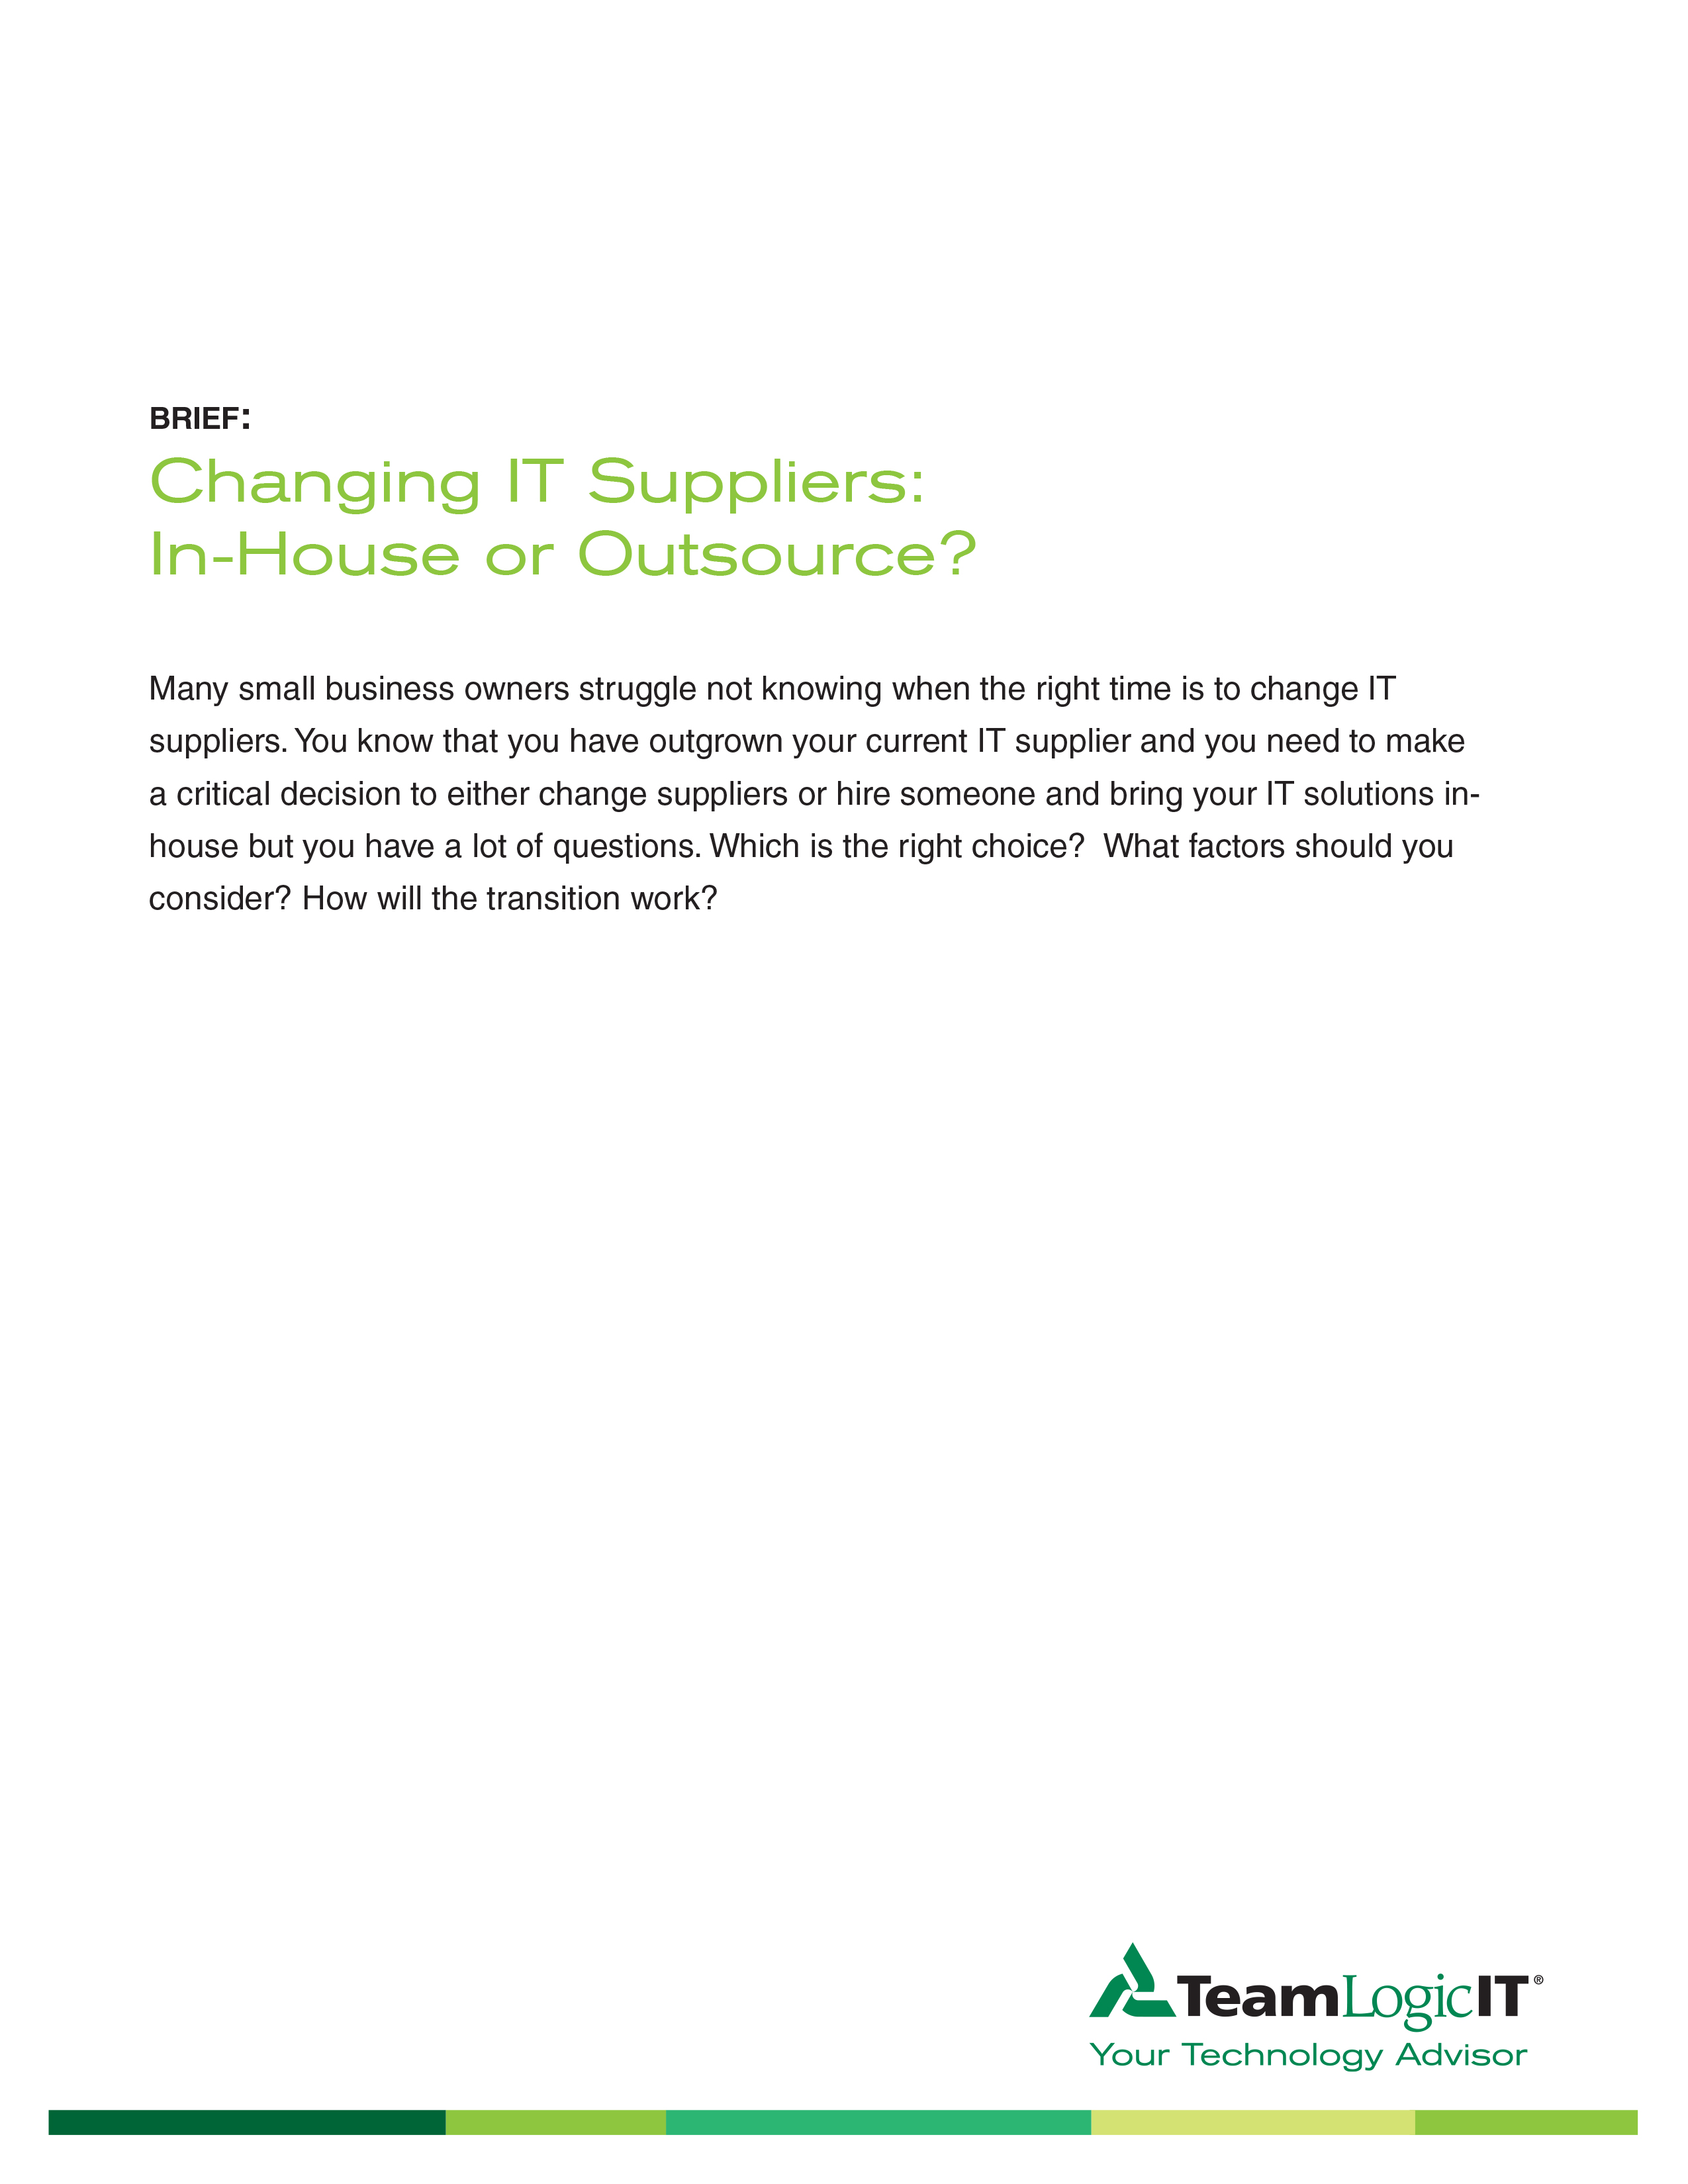 BRIEF:
Changing IT Suppliers:
In-House or Outsource?
Many small business owners struggle not knowing when the right time is to change IT
suppliers. You know that you have outgrown your current IT supplier and you need to make
a critical decision to either change suppliers or hire someone and bring your IT solutions in-
house but you have a lot of questions. Which is the right choice?  What factors should you
consider? How will the transition work?
TeamLogicIT®
Your Technology Advisor